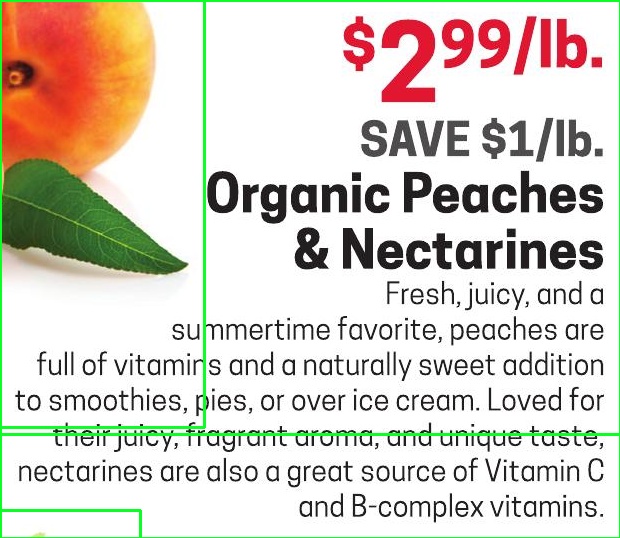 $2.99/lb.
SAVE $1/lb.
Organic Peaches
& Nectarines
Fresh, juicy, and a
summertime favorite, peaches are
full of vitamins and a naturally sweet addition
to smoothies, pies, or over ice cream. Loved for
their juicy, fragrant aroma, and unique taste,
nectarines are also a great source of Vitamin C
and B-complex vitamins.